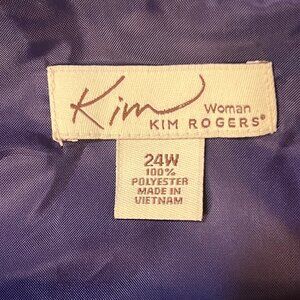 Kim
Woman
KIM ROGERS®
24W
100%
POLYESTER
MADE IN
VIETNAM